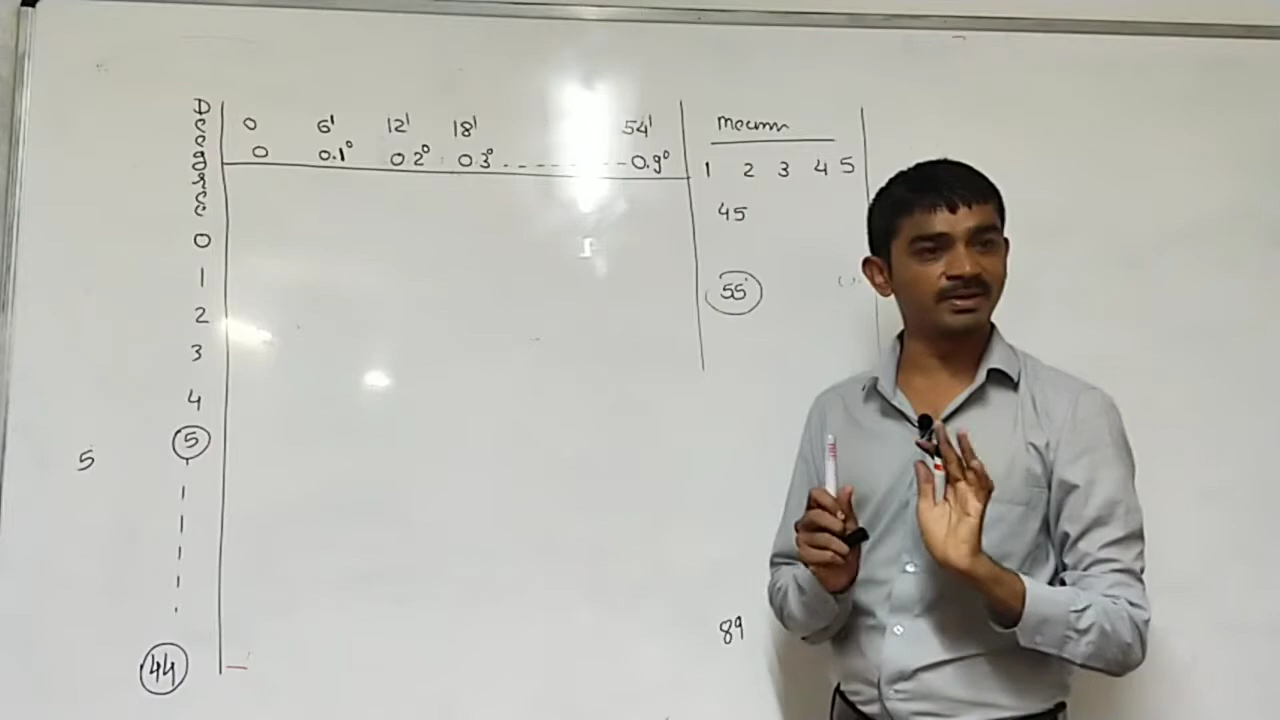 Deegree
0 6' 12' 18' 54'
0 0.1° 0.2° 0.3° - - - - - - - - - 0.9°
mean
1 2 3 4 5
45
55
0
1
2
3
4
5
5
44
89